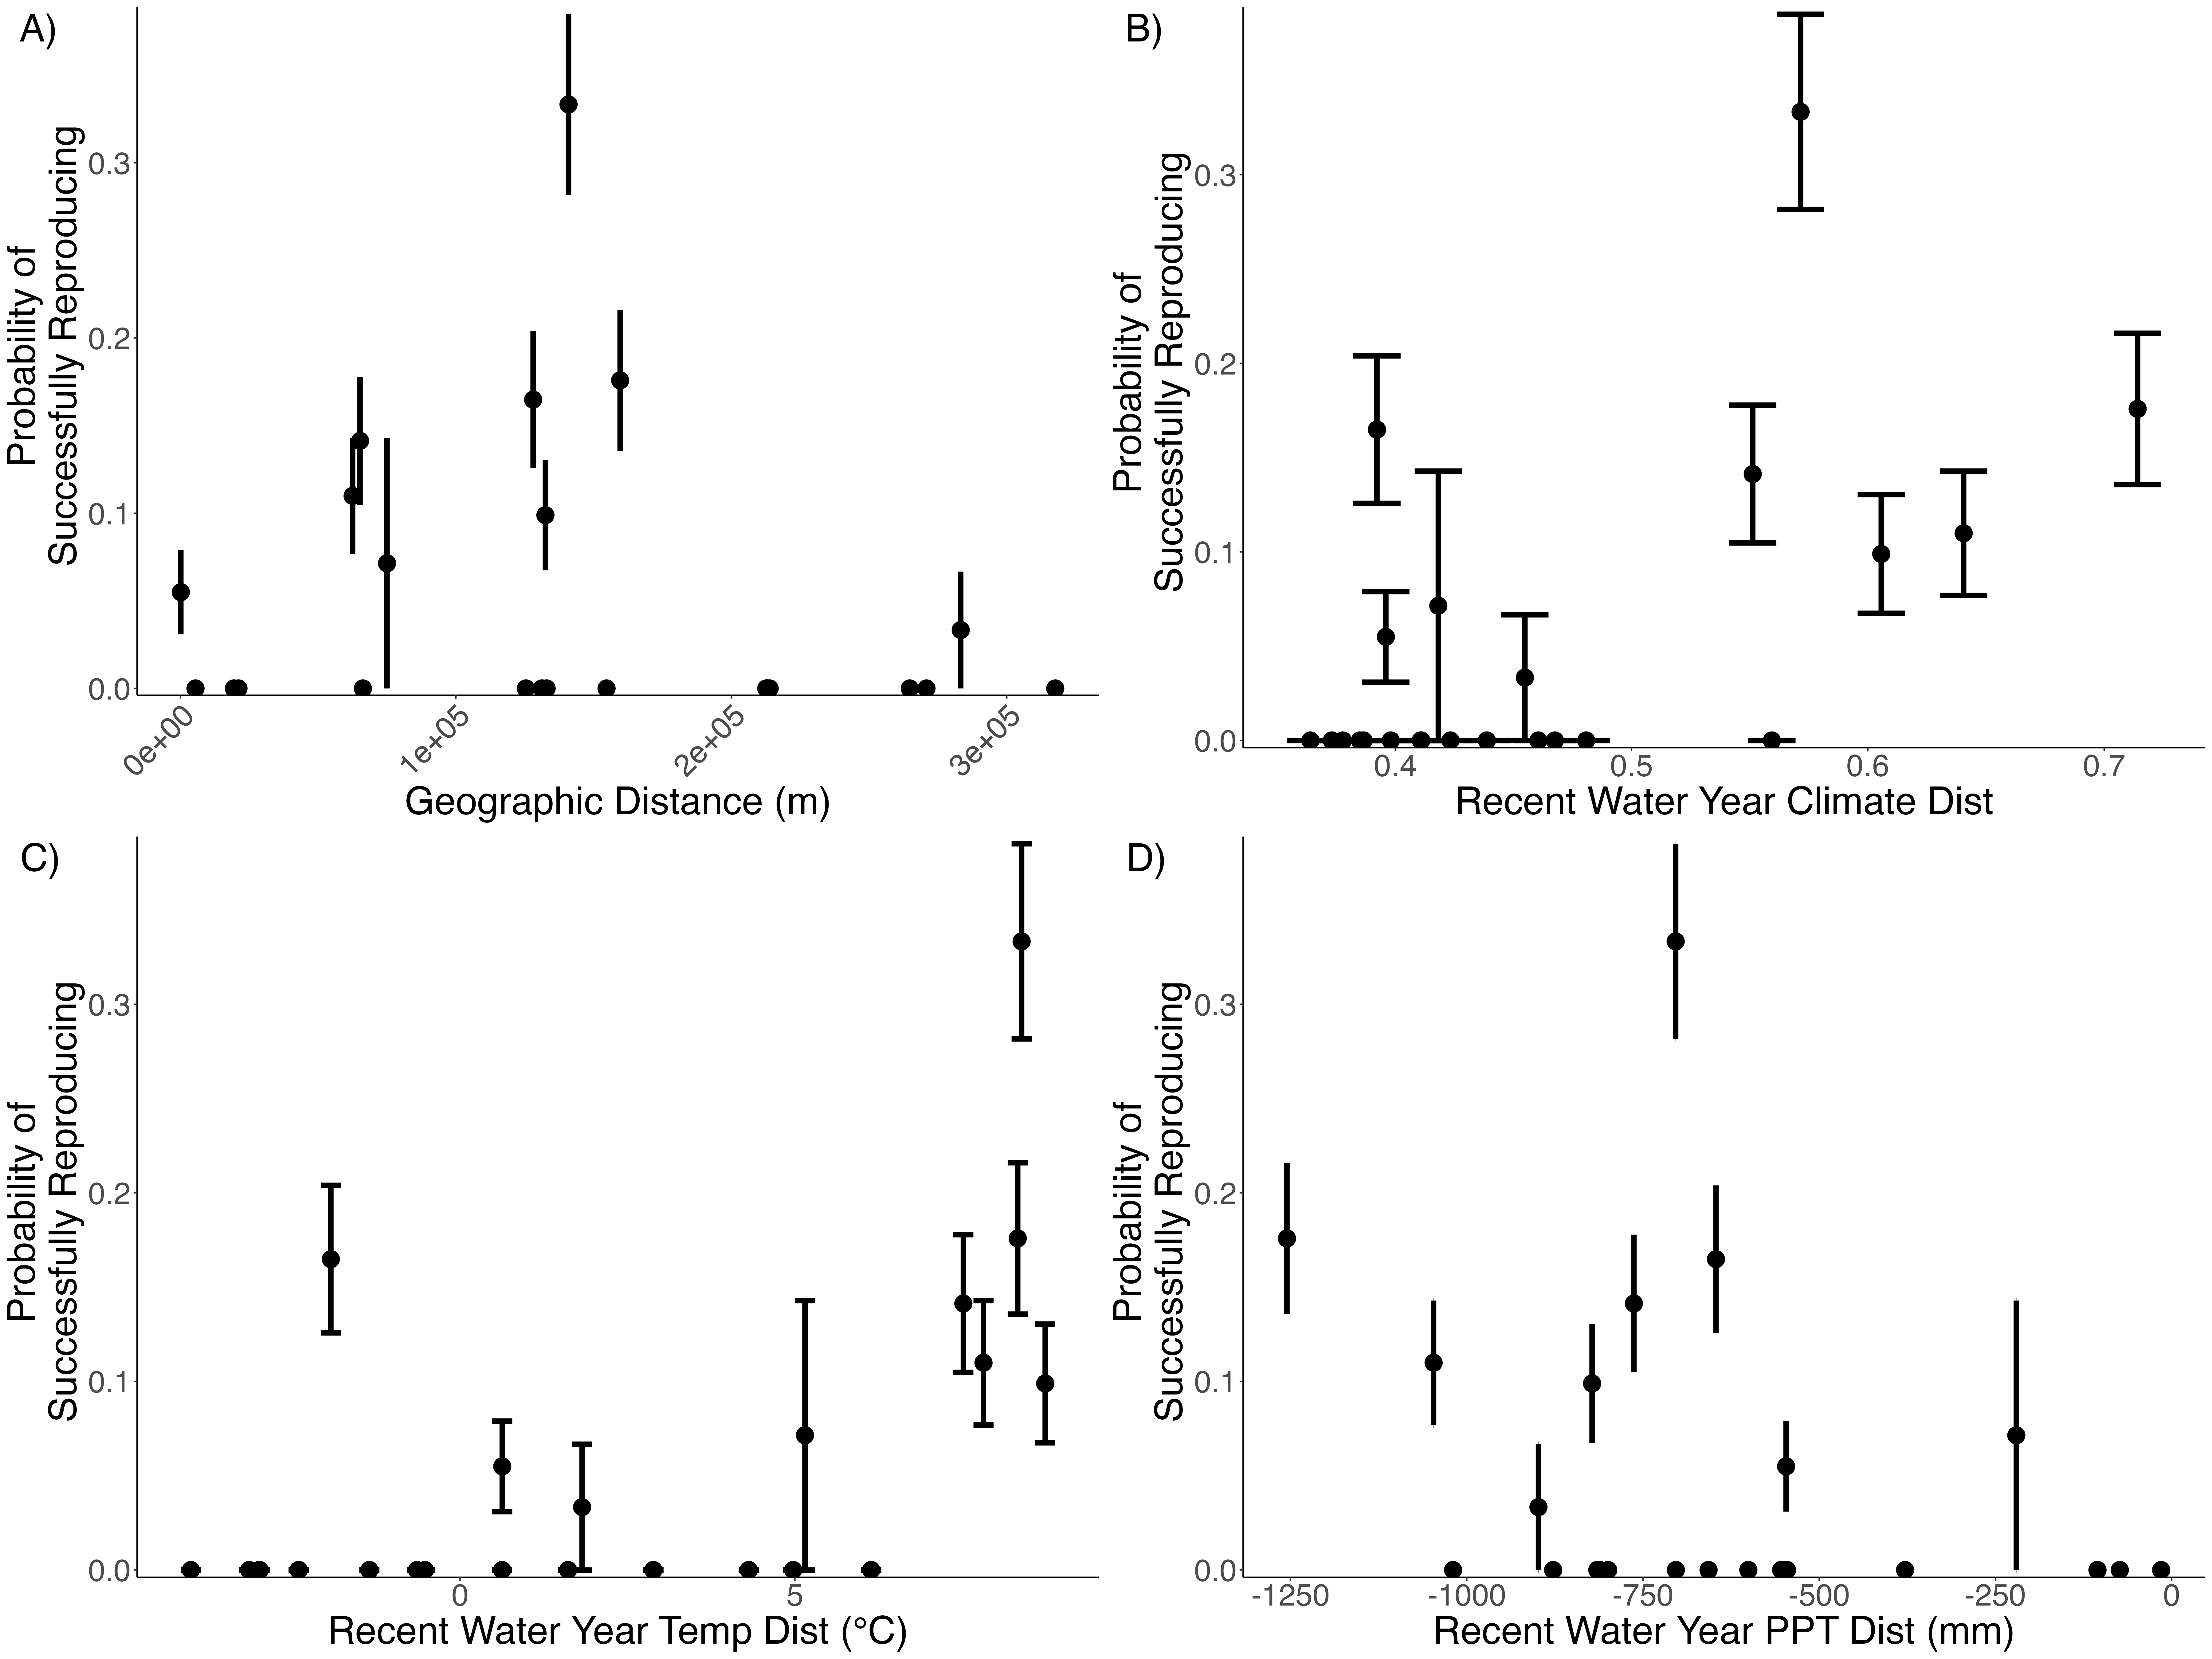 A)
Probability of
Successfully Reproducing
0.3
0.2
0.1
0.0
0e+00
1e+05
2e+05
3e+05
Geographic Distance (m)
B)
Probability of
Successfully Reproducing
0.3
0.2
0.1
0.0
0.4
0.5
0.6
0.7
Recent Water Year Climate Dist
C)
Probability of
Successfully Reproducing
0.3
0.2
0.1
0.0
0
5
Recent Water Year Temp Dist (°C)
D)
Probability of
Successfully Reproducing
0.3
0.2
0.1
0.0
-1250
-1000
-750
-500
-250
0
Recent Water Year PPT Dist (mm)